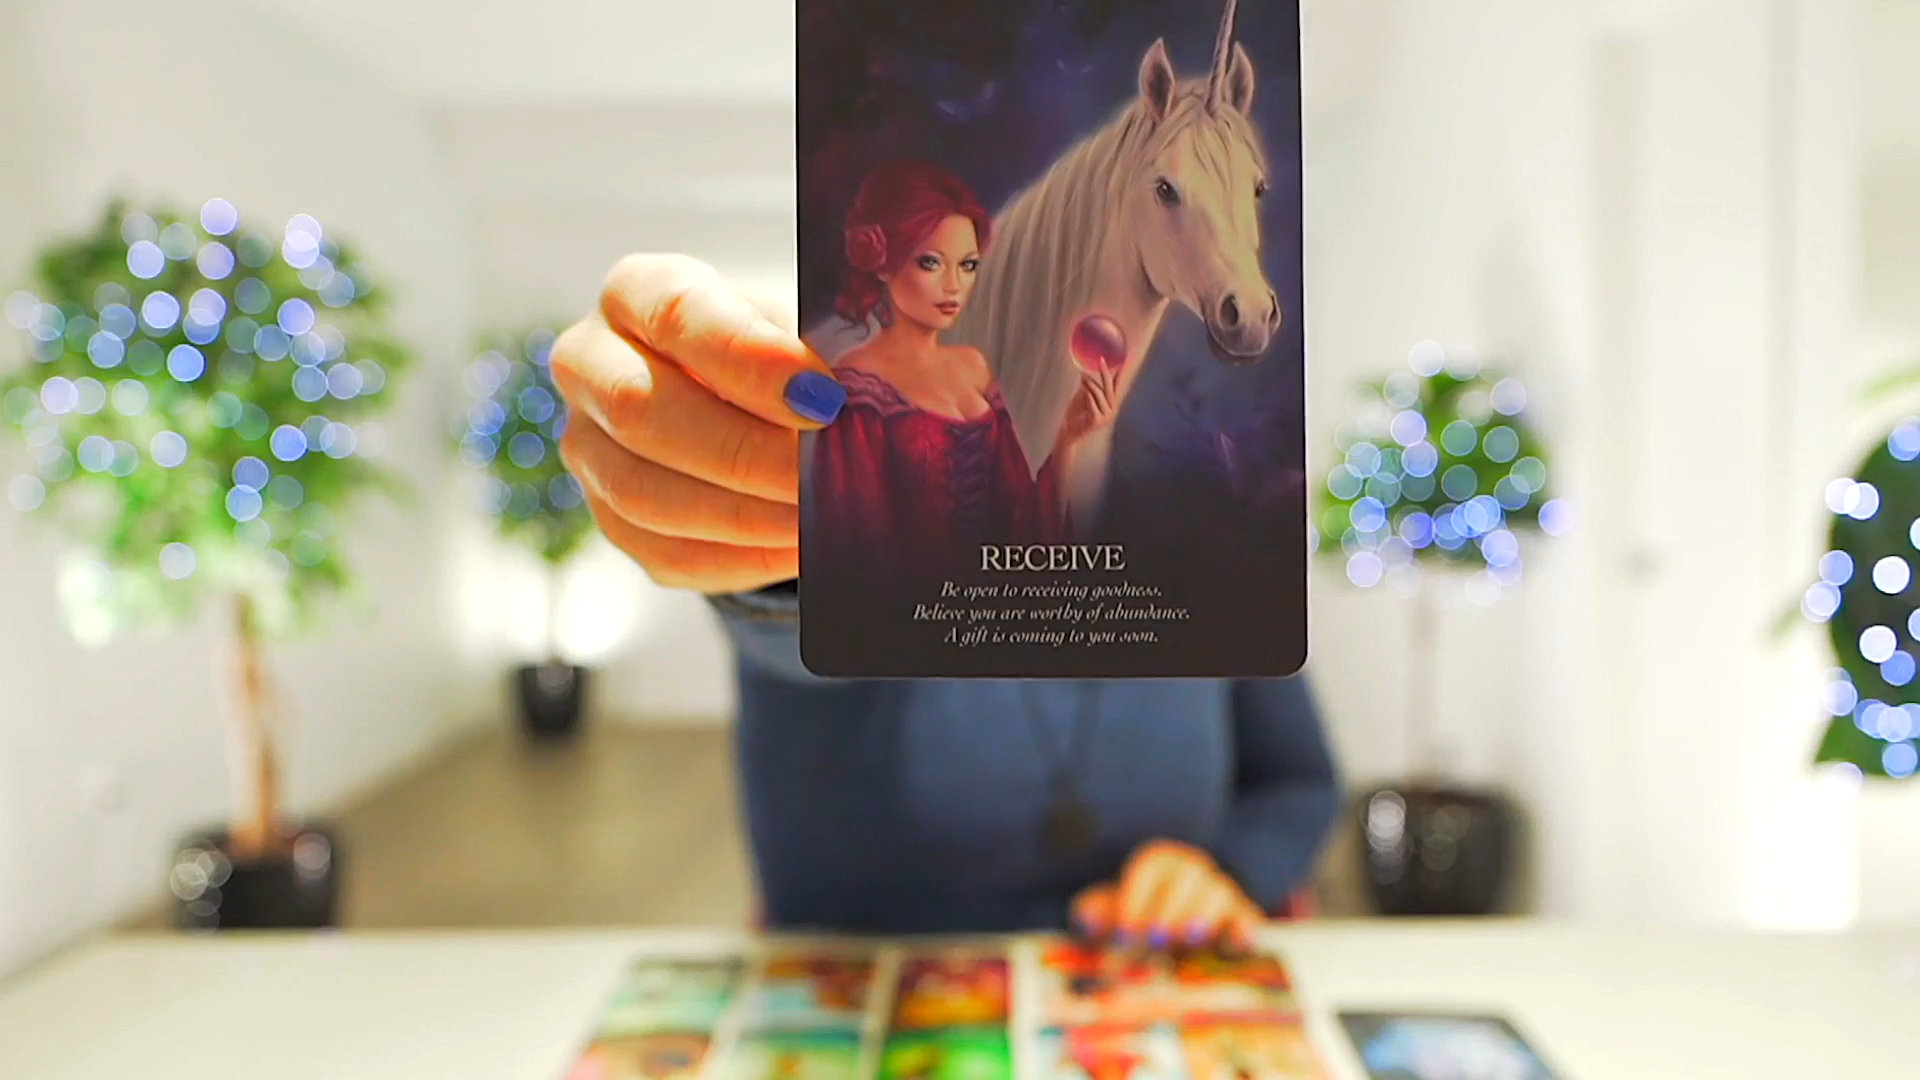 RECEIVE
Be open to receiving goodness.
Believe you are worthy of abundance.
A gift is coming to you soon.